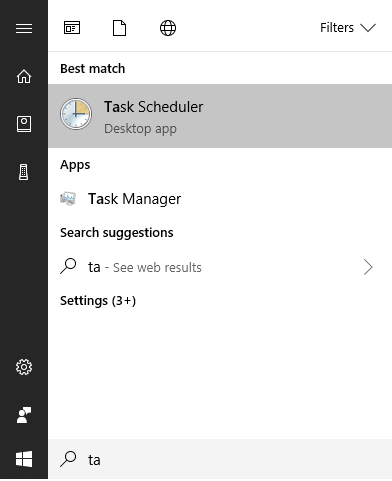 Filters
Best match
Task Scheduler
Desktop app
Apps
Task Manager
Search suggestions
ta - See web results
Settings (3+)
ta